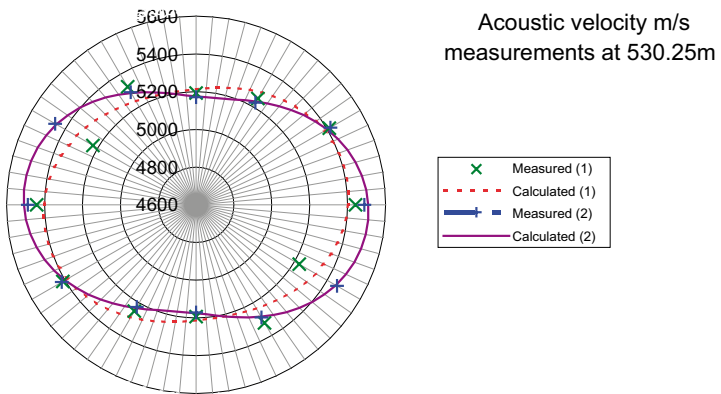 Acoustic velocity m/s
measurements at 530.25m
5600
5400
5200
5000
4800
4600
Measured (1)
Calculated (1)
Measured (2)
Calculated (2)